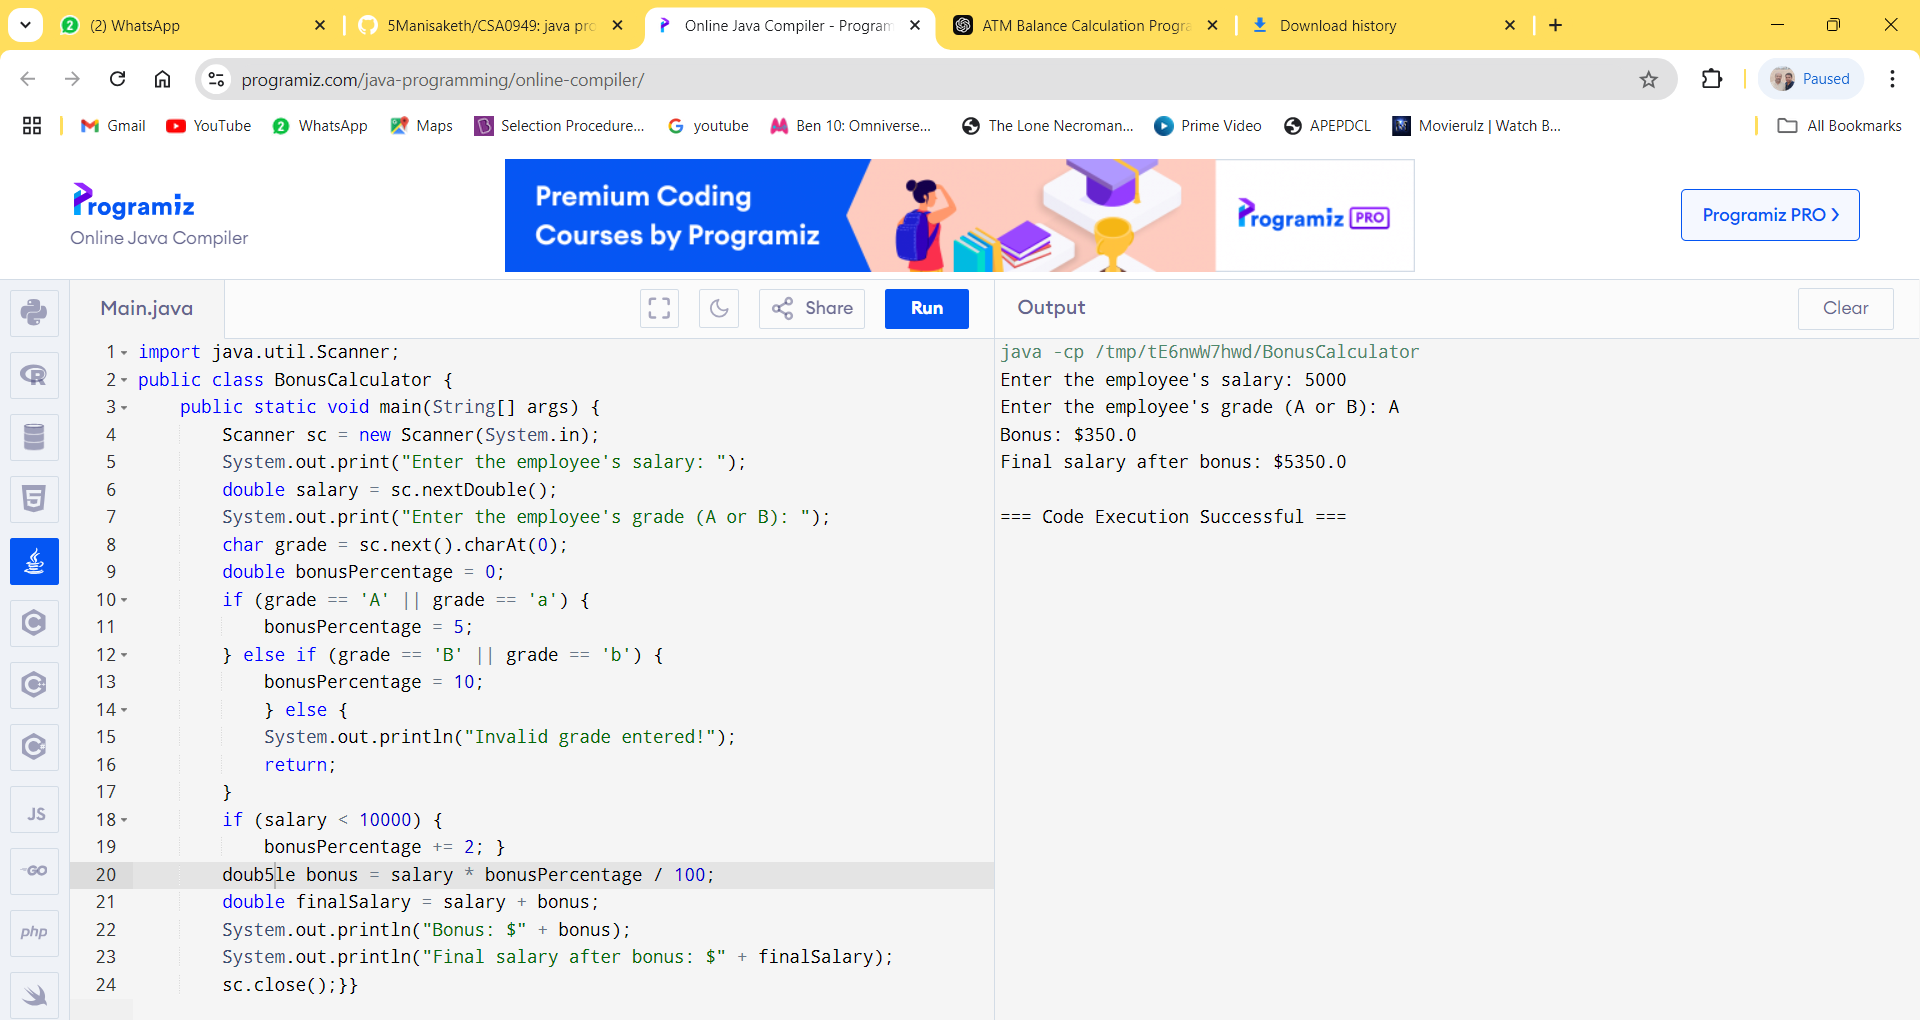 (2) WhatsApp
5Manisaketh/CSA0949: java pro
Online Java Compiler - Program
ATM Balance Calculation Progra
Download history
programiz.com/java-programming/online-compiler/
Paused
Gmail
YouTube
WhatsApp
Maps
Selection Procedure...
youtube
Ben 10: Omniverse...
The Lone Necroman...
Prime Video
APEPDCL
Movierulz | Watch B...
All Bookmarks
Programiz
Online Java Compiler
Premium Coding
Courses by Programiz
Programiz PRO
Programiz PRO
Main.java
Share
Run
Output
Clear
1 import java.util.Scanner;
2 public class BonusCalculator {
3     public static void main(String[] args) {
4         Scanner sc = new Scanner(System.in);
5         System.out.print("Enter the employee's salary: ");
6         double salary = sc.nextDouble();
7         System.out.print("Enter the employee's grade (A or B): ");
8         char grade = sc.next().charAt(0);
9         double bonusPercentage = 0;
10         if (grade == 'A' || grade == 'a') {
11             bonusPercentage = 5;
12         } else if (grade == 'B' || grade == 'b') {
13             bonusPercentage = 10;
14             } else {
15             System.out.println("Invalid grade entered!");
16             return;
17         }
18         if (salary < 10000) {
19             bonusPercentage += 2; }
20         doub5le bonus = salary * bonusPercentage / 100;
21         double finalSalary = salary + bonus;
22         System.out.println("Bonus: $" + bonus);
23         System.out.println("Final salary after bonus: $" + finalSalary);
24         sc.close();}}
java -cp /tmp/tE6nwW7hwd/BonusCalculator
Enter the employee's salary: 5000
Enter the employee's grade (A or B): A
Bonus: $350.0
Final salary after bonus: $5350.0
=== Code Execution Successful ===
R
5
C
C
C
JS
GO
php